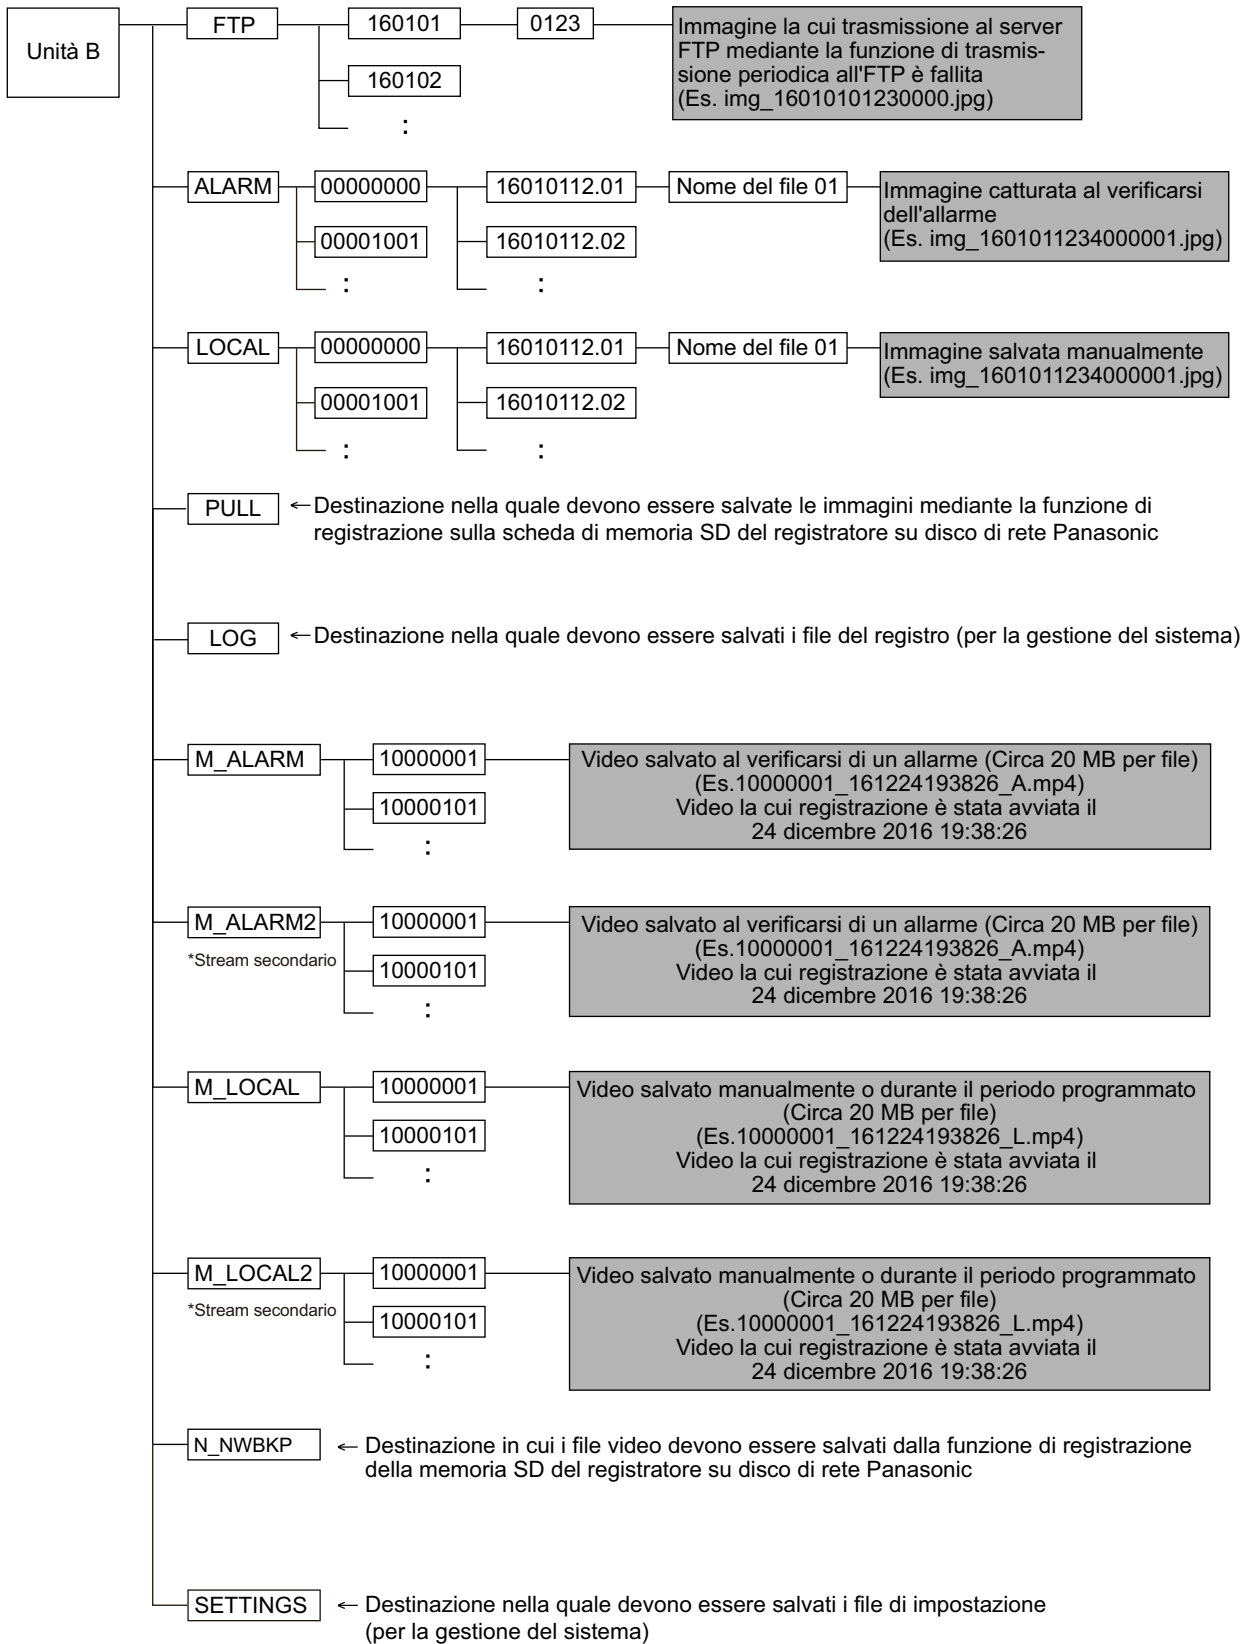 Unità B
FTP
160101
0123
Immagine la cui trasmissione al server
FTP mediante la funzione di trasmis-
sione periodica all'FTP è fallita
(Es. img_16010101230000.jpg)
160102
:
ALARM
00000000
16010112.01
Nome del file 01
Immagine catturata al verificarsi
dell'allarme
(Es. img_1601011234000001.jpg)
00001001
16010112.02
:
:
LOCAL
00000000
16010112.01
Nome del file 01
Immagine salvata manualmente
(Es. img_1601011234000001.jpg)
00001001
16010112.02
:
:
PULL
←Destinazione nella quale devono essere salvate le immagini mediante la funzione di
registrazione sulla scheda di memoria SD del registratore su disco di rete Panasonic
LOG
←Destinazione nella quale devono essere salvati i file del registro (per la gestione del sistema)
M_ALARM
10000001
Video salvato al verificarsi di un allarme (Circa 20 MB per file)
(Es.10000001_161224193826_A.mp4)
Video la cui registrazione è stata avviata il
24 dicembre 2016 19:38:26
10000101
:
M_ALARM2
*Stream secondario
10000001
Video salvato al verificarsi di un allarme (Circa 20 MB per file)
(Es.10000001_161224193826_A.mp4)
Video la cui registrazione è stata avviata il
24 dicembre 2016 19:38:26
10000101
:
M_LOCAL
10000001
Video salvato manualmente o durante il periodo programmato
(Circa 20 MB per file)
(Es.10000001_161224193826_L.mp4)
Video la cui registrazione è stata avviata il
24 dicembre 2016 19:38:26
10000101
:
M_LOCAL2
*Stream secondario
10000001
Video salvato manualmente o durante il periodo programmato
(Circa 20 MB per file)
(Es.10000001_161224193826_L.mp4)
Video la cui registrazione è stata avviata il
24 dicembre 2016 19:38:26
10000101
:
N_NWBKP
← Destinazione in cui i file video devono essere salvati dalla funzione di registrazione
della memoria SD del registratore su disco di rete Panasonic
SETTINGS
← Destinazione nella quale devono essere salvati i file di impostazione
(per la gestione del sistema)